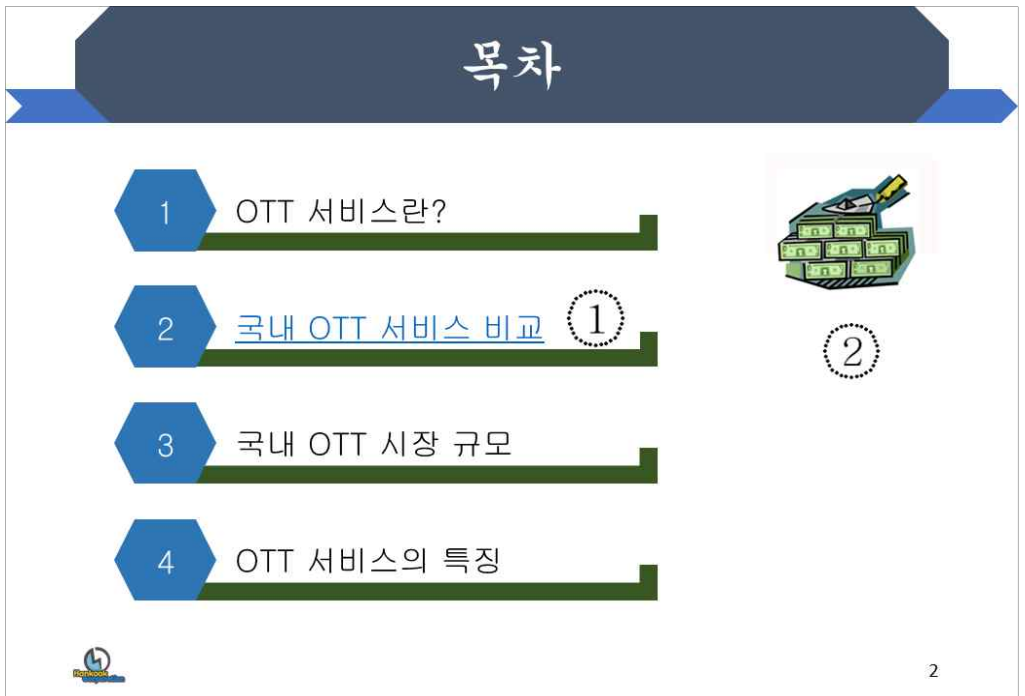 목차
1 OTT 서비스란?
2 국내 OTT 서비스 비교 ①
②
3 국내 OTT 시장 규모
4 OTT 서비스의 특징
Hankook
2